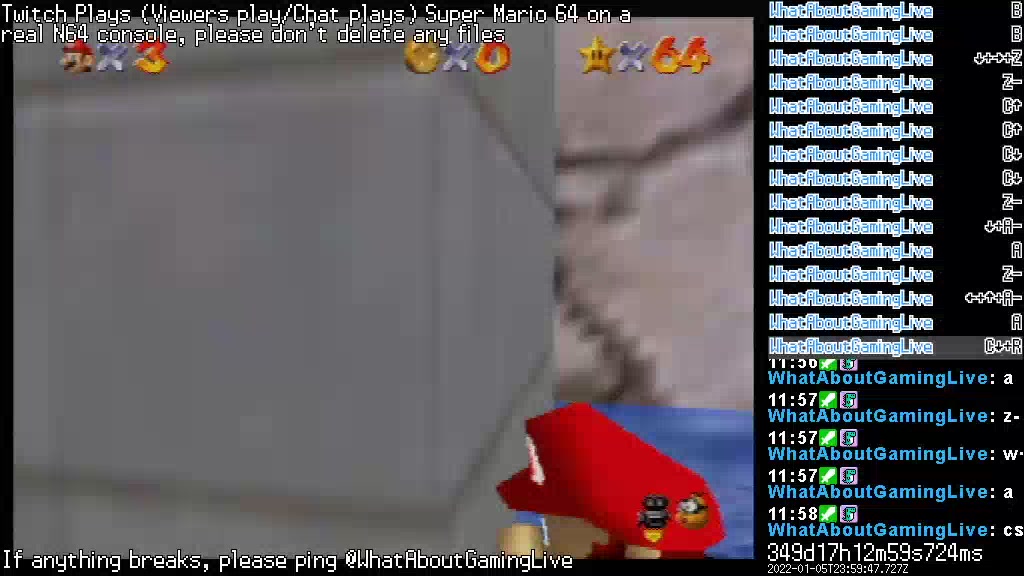 Twitch Plays (Viewers play/Chat plays) Super Mario 64 on a
real N64 console, please don't delete any files
×3 ×0 ×64
WhatAboutGamingLive B
WhatAboutGamingLive B
WhatAboutGamingLive Z
WhatAboutGamingLive Z-
WhatAboutGamingLive C↑
WhatAboutGamingLive C↑
WhatAboutGamingLive C↓
WhatAboutGamingLive C↓
WhatAboutGamingLive Z-
WhatAboutGamingLive A-
WhatAboutGamingLive A
WhatAboutGamingLive Z-
WhatAboutGamingLive A-
WhatAboutGamingLive A
WhatAboutGamingLive C↓+R
11:56
WhatAboutGamingLive: a
11:57
WhatAboutGamingLive: z-
11:57
WhatAboutGamingLive: w-
11:57
WhatAboutGamingLive: a
11:58
WhatAboutGamingLive: cs
349d17h12m59s724ms
2022-01-05T23:59:47.727Z
If anything breaks, please ping @WhatAboutGamingLive